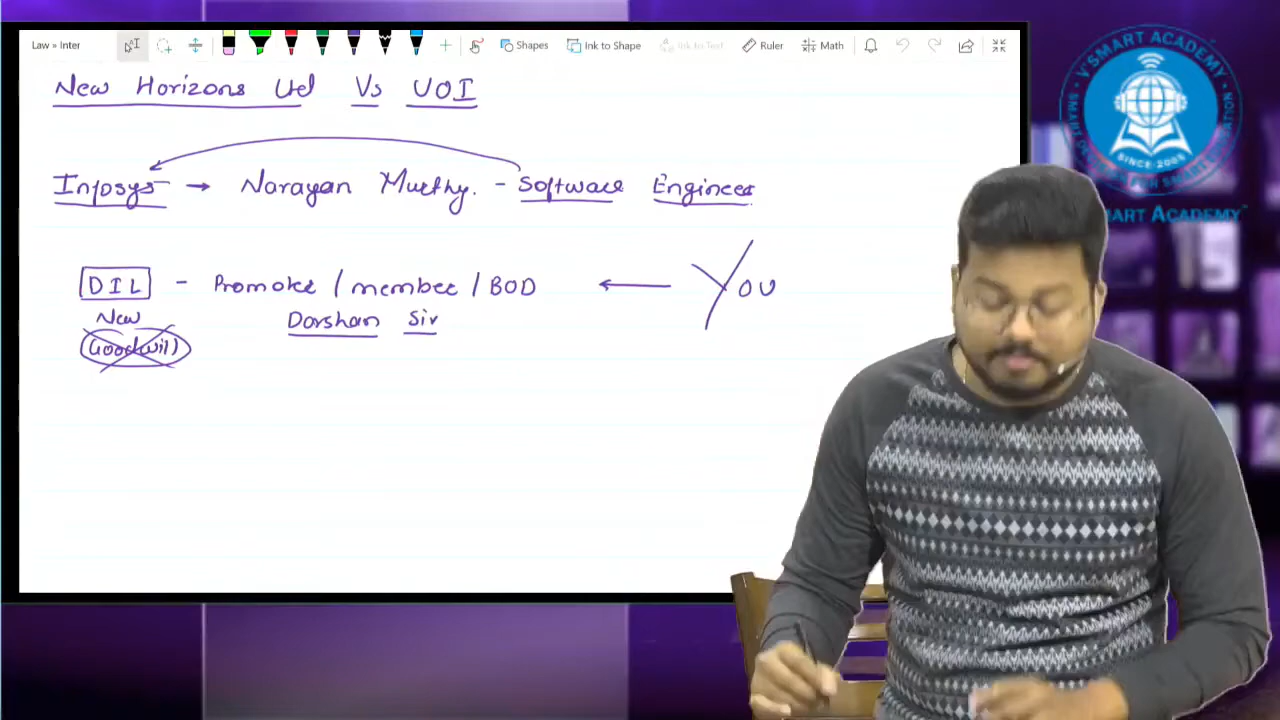 Law » Inter
Shapes
Ink to Shape
Ink to Text
Ruler
Math
New Horizons Ltd Vs UOI
Infosys → Narayan Murthy. - Software Engineer
DIL - Promoter / member / BOD ← YOU
New
Darshan Sir
Goodwill
V'SMART ACADEMY
SINCE-2006
SMART ACADEMY